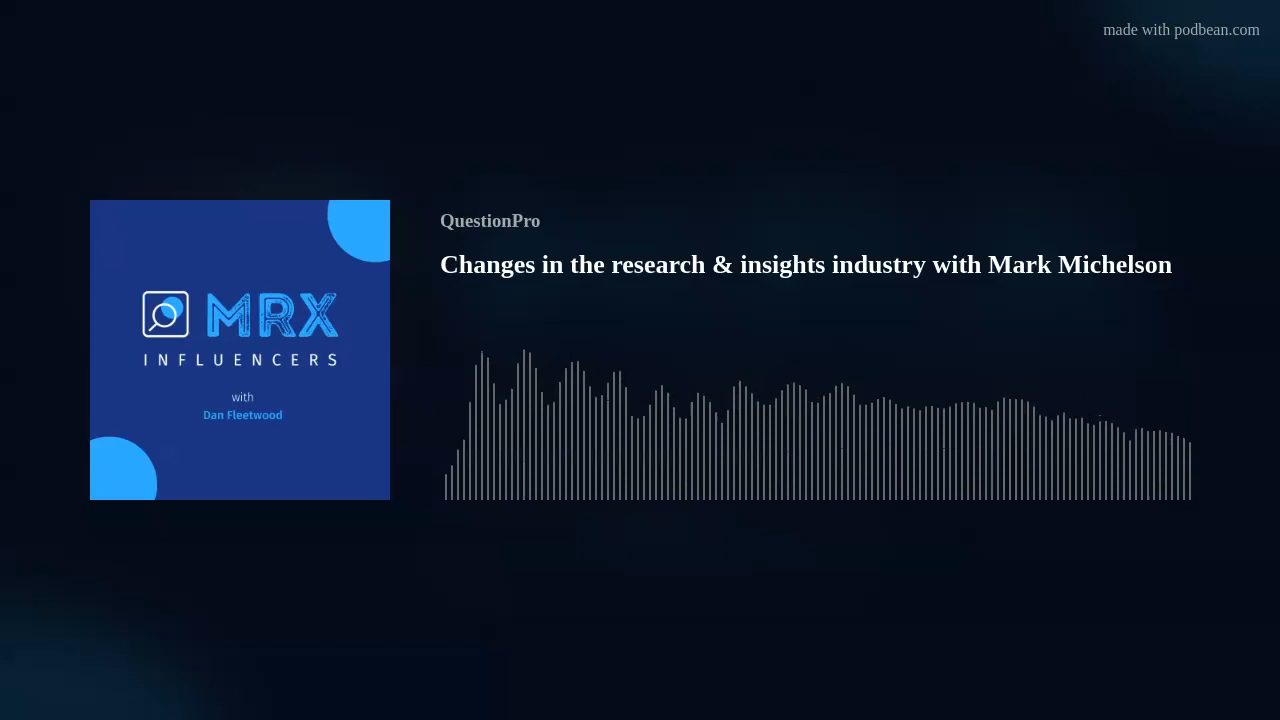 made with podbean.com
QuestionPro
Changes in the research & insights industry with Mark Michelson
MRX
INFLUENCERS
with
Dan Fleetwood